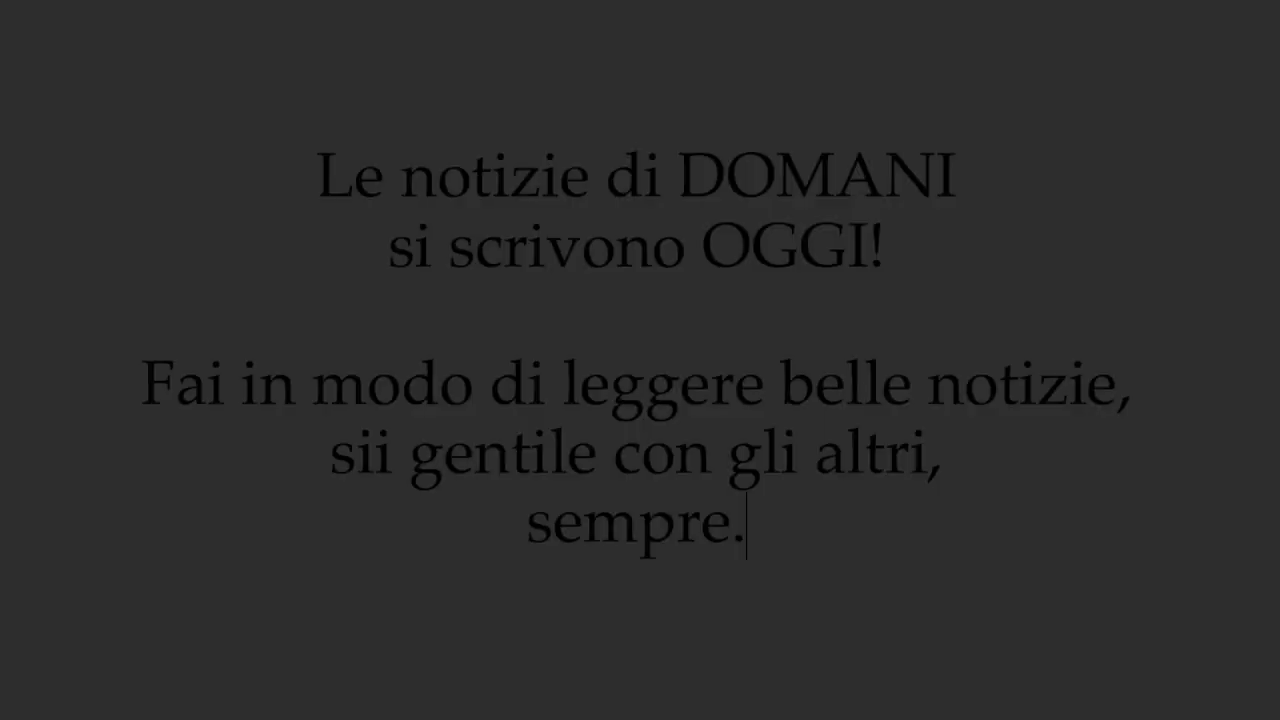 Le notizie di DOMANI
si scrivono OGGI!
Fai in modo di leggere belle notizie,
sii gentile con gli altri,
sempre.